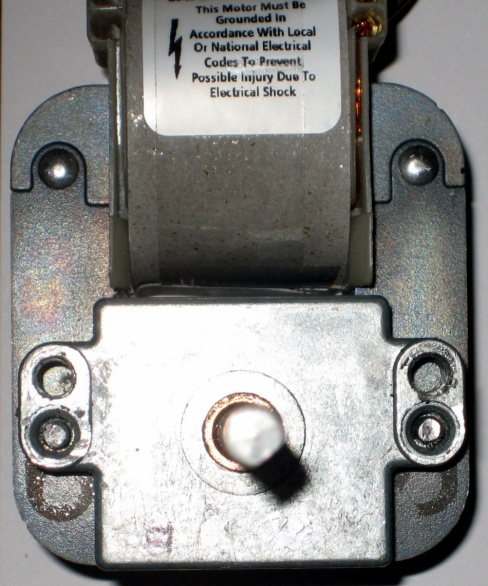 This Motor Must Be
Grounded In
Accordance With Local
Or National Electrical
Codes To Prevent
Possible Injury Due To
Electrical Shock